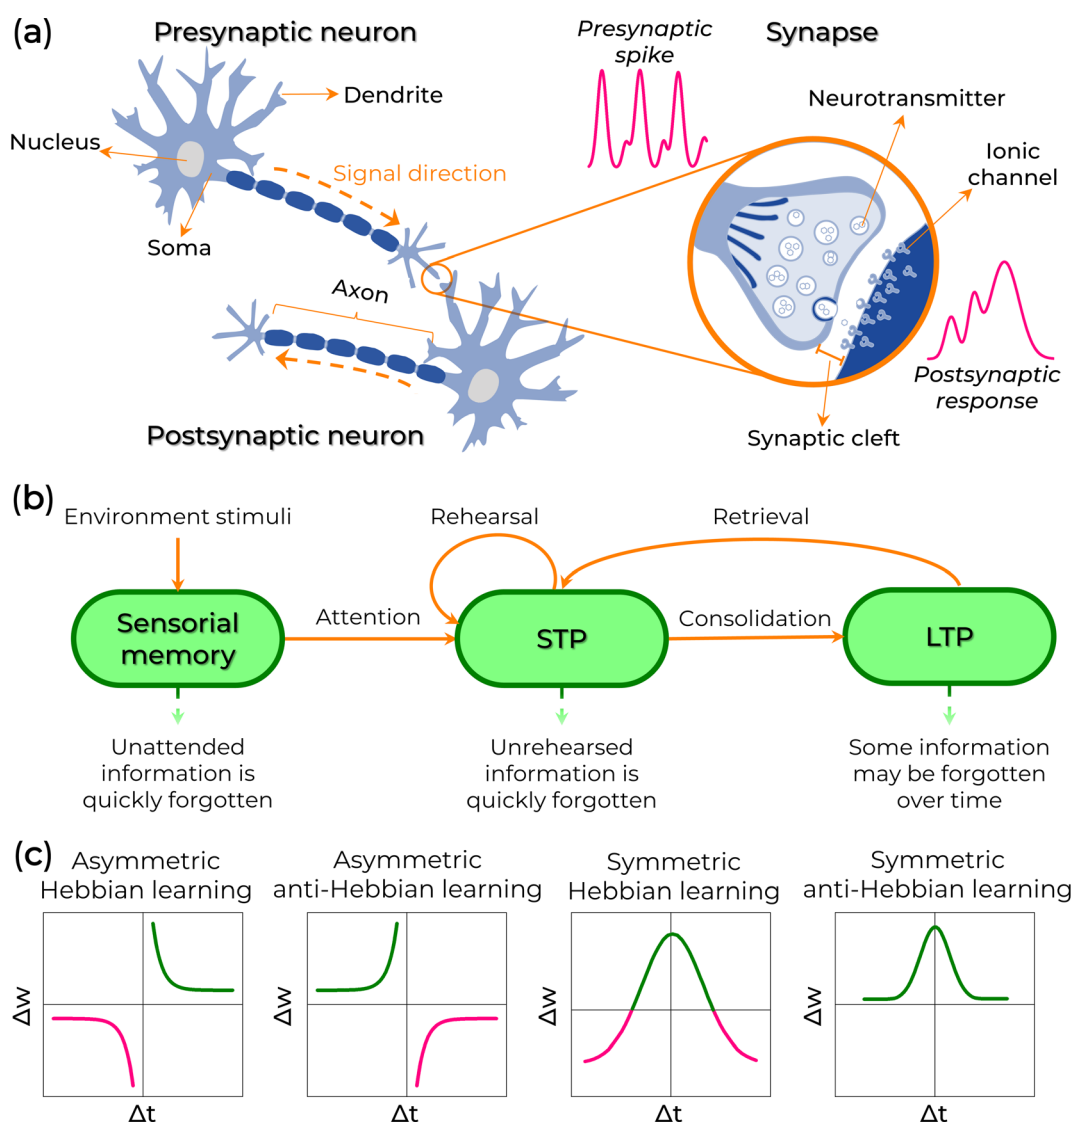 (a)
Presynaptic neuron
Presynaptic
spike
Synapse
Dendrite
Neurotransmitter
Nucleus
Ionic
channel
Signal direction
Soma
Axon
Postsynaptic
response
Postsynaptic neuron
Synaptic cleft
(b)
Environment stimuli
Rehearsal
Retrieval
Sensorial
memory
Attention
STP
Consolidation
LTP
Unattended
information is
quickly forgotten
Unrehearsed
information is
quickly forgotten
Some information
may be forgotten
over time
(c)
Asymmetric
Hebbian learning
Asymmetric
anti-Hebbian learning
Symmetric
Hebbian learning
Symmetric
anti-Hebbian learning
Δw
Δt
Δw
Δt
Δw
Δt
Δw
Δt